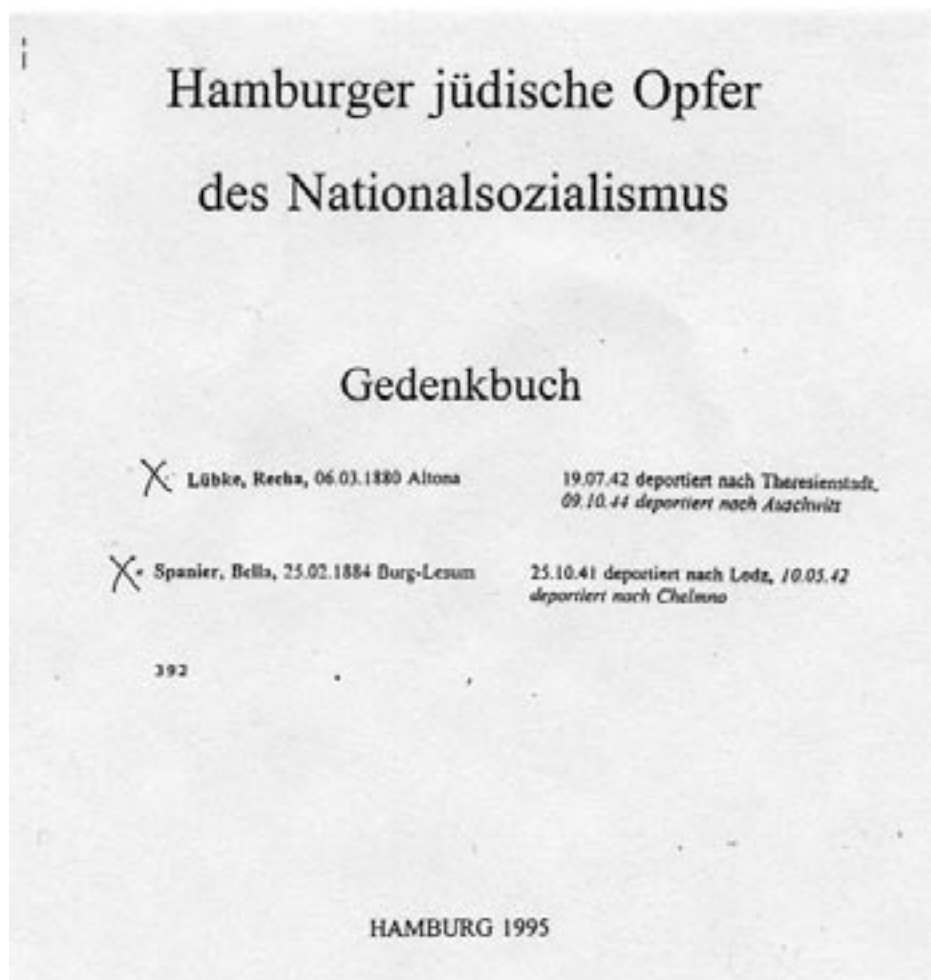 Hamburger jüdische Opfer
des Nationalsozialismus
Gedenkbuch
Lübke, Recha, 06.03.1880 Altona
19.07.42 deportiert nach Theresienstadt,
09.10.44 deportiert nach Auschwitz
Spanier, Bella, 25.02.1884 Burg-Lesum
25.10.41 deportiert nach Lodz, 10.05.42
deportiert nach Chelmno
392
HAMBURG 1995